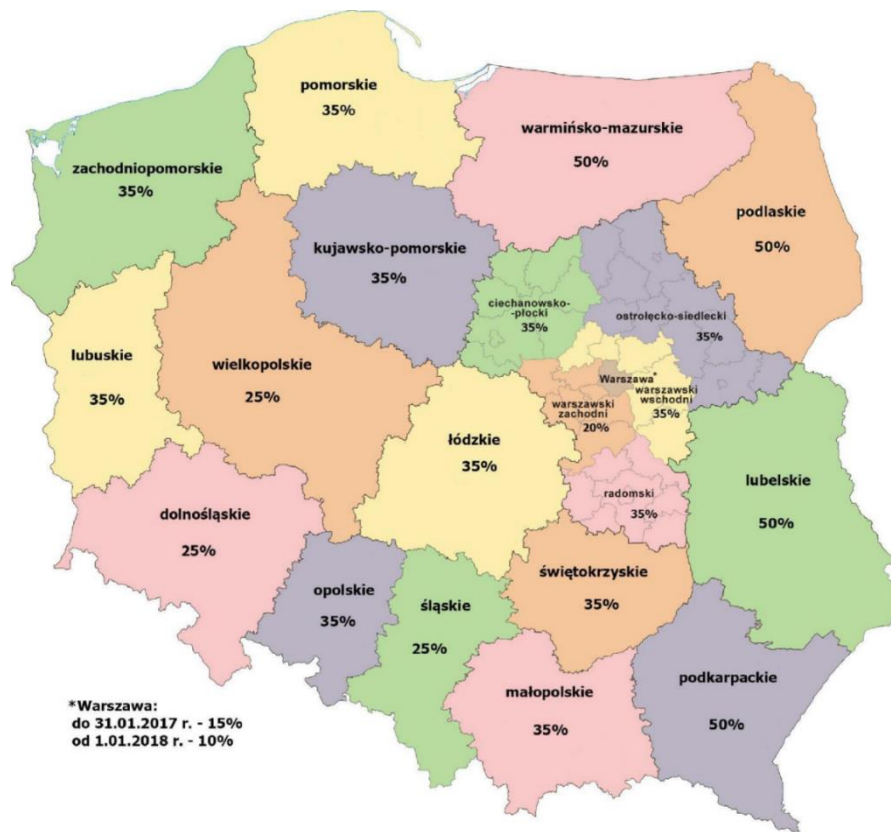 pomorskie
35%
warmińsko-mazurskie
50%
zachodniopomorskie
35%
podlaskie
50%
kujawsko-pomorskie
35%
ciechanowsko-
-płocki
35%
ostrołęcko-siedlecki
35%
lubuskie
35%
wielkopolskie
25%
Warszawa*
warszawski
wschodni
35%
warszawski
zachodni
20%
łódzkie
35%
radomski
35%
lubelskie
50%
dolnośląskie
25%
opolskie
35%
śląskie
25%
świętokrzyskie
35%
małopolskie
35%
podkarpackie
50%
*Warszawa:
do 31.01.2017 r. - 15%
od 1.01.2018 r. - 10%